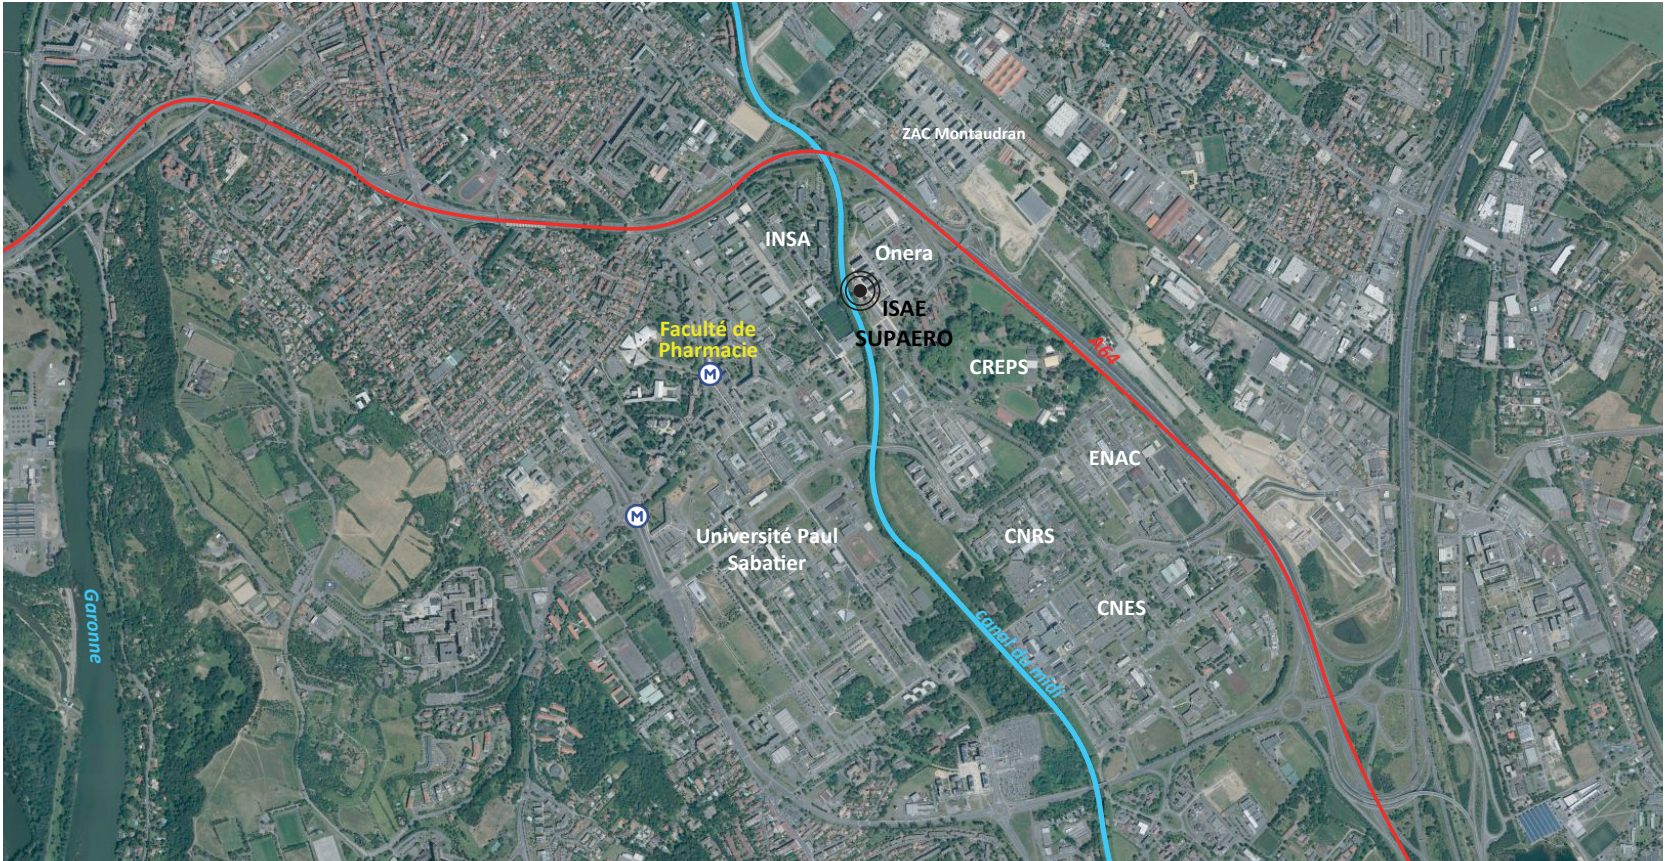 ZAC Montaudran
INSA
Onera
ISAE
SUPAERO
Faculté de
Pharmacie
M
A64
CREPS
ENAC
M
Université Paul
Sabatier
CNRS
Garonne
CNES
canal du midi